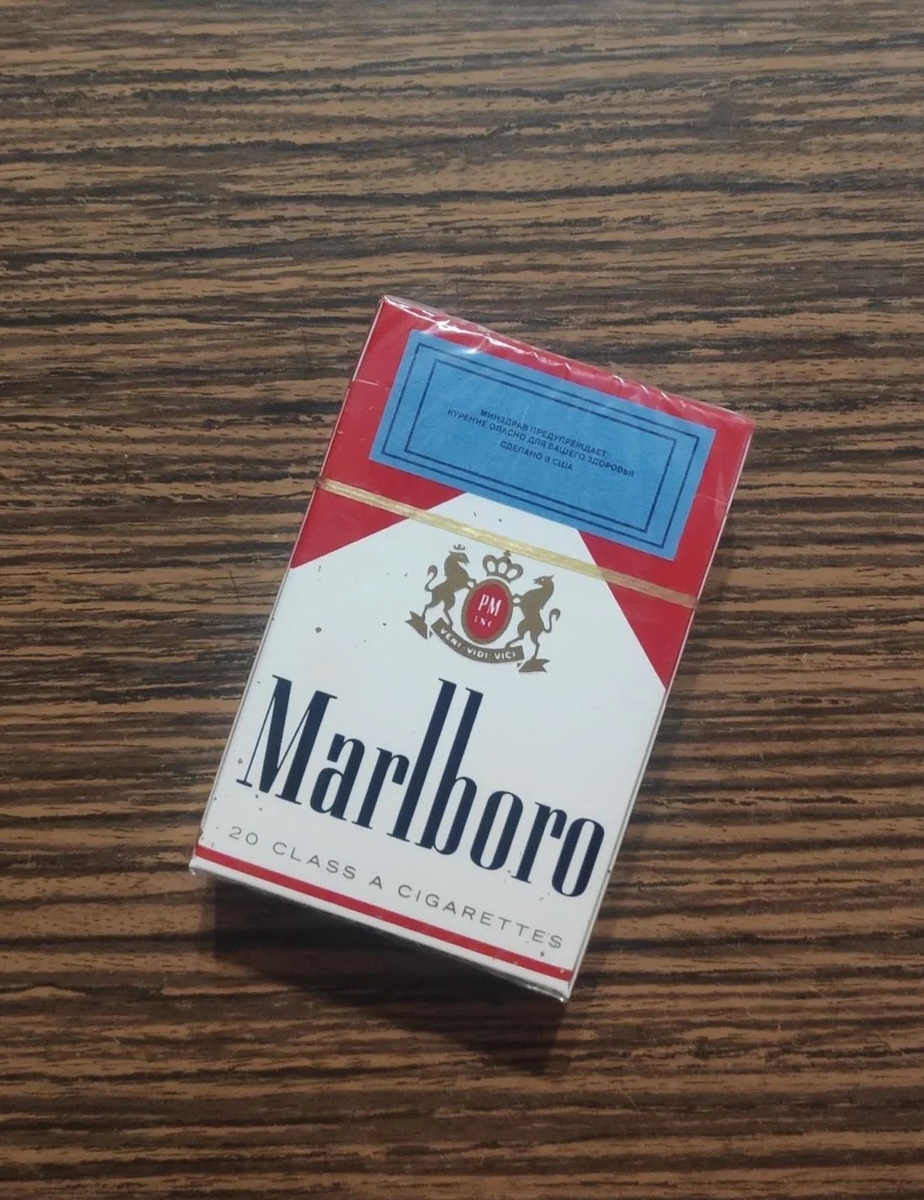 МИНЗДРАВ ПРЕДУПРЕЖДАЕТ:
КУРЕНИЕ ОПАСНО ДЛЯ ВАШЕГО ЗДОРОВЬЯ
СДЕЛАНО В США
PM
INC
VENI·VIDI·VICI
Marlboro
20 CLASS A CIGARETTES